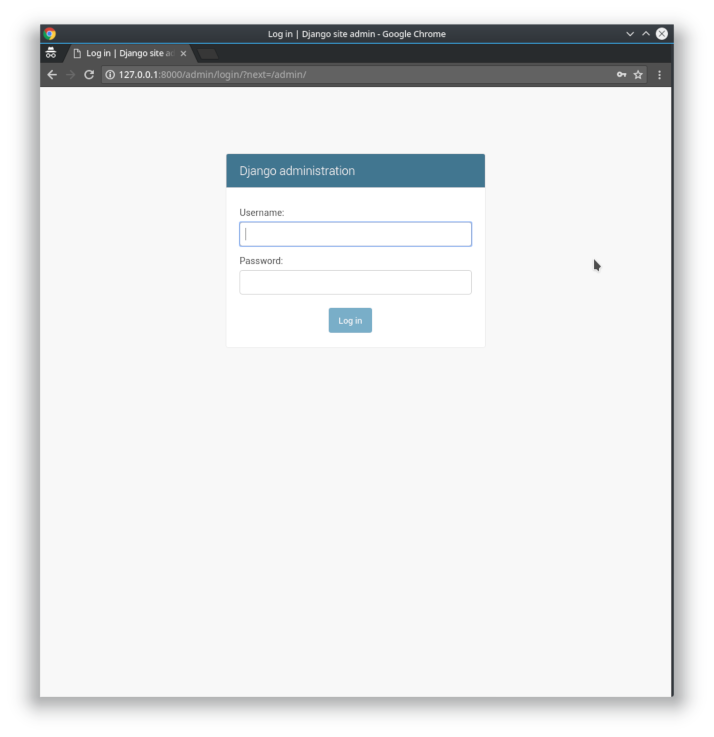 Log in | Django site admin - Google Chrome
Log in | Django site ad
127.0.0.1:8000/admin/login/?next=/admin/
Django administration
Username:
Password:
Log in